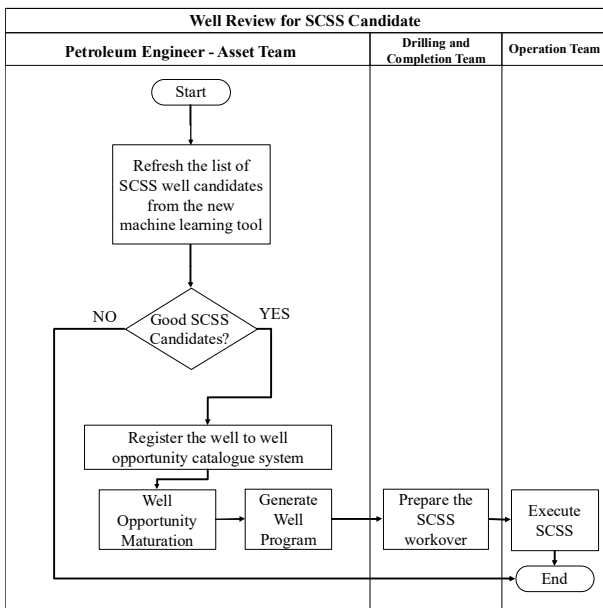 Well Review for SCSS Candidate
Petroleum Engineer - Asset Team
Drilling and
Completion Team
Operation Team
Start
Refresh the list of
SCSS well candidates
from the new
machine learning tool
NO
YES
Good SCSS
Candidates?
Register the well to well
opportunity catalogue system
Well
Opportunity
Maturation
Generate
Well
Program
Prepare the
SCSS
workover
Execute
SCSS
End